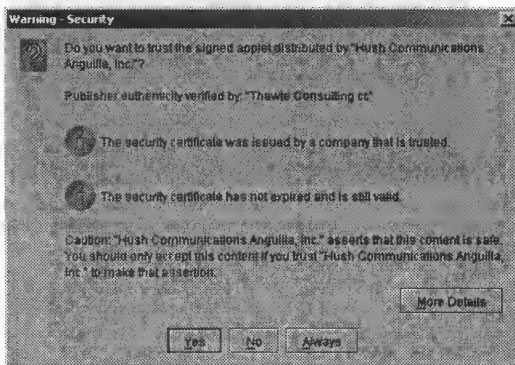 Warning - Security
Do you want to trust the signed applet distributed by "Hush Communications
Anguilla, Inc."?
Publisher authenticity verified by: "Thawte Consulting cc"
The security certificate was issued by a company that is trusted.
The security certificate has not expired and is still valid.
Caution: "Hush Communications Anguilla, Inc." asserts that this content is safe.
You should only accept this content if you trust "Hush Communications Anguilla,
Inc." to make that assertion.
More Details
Yes No Always